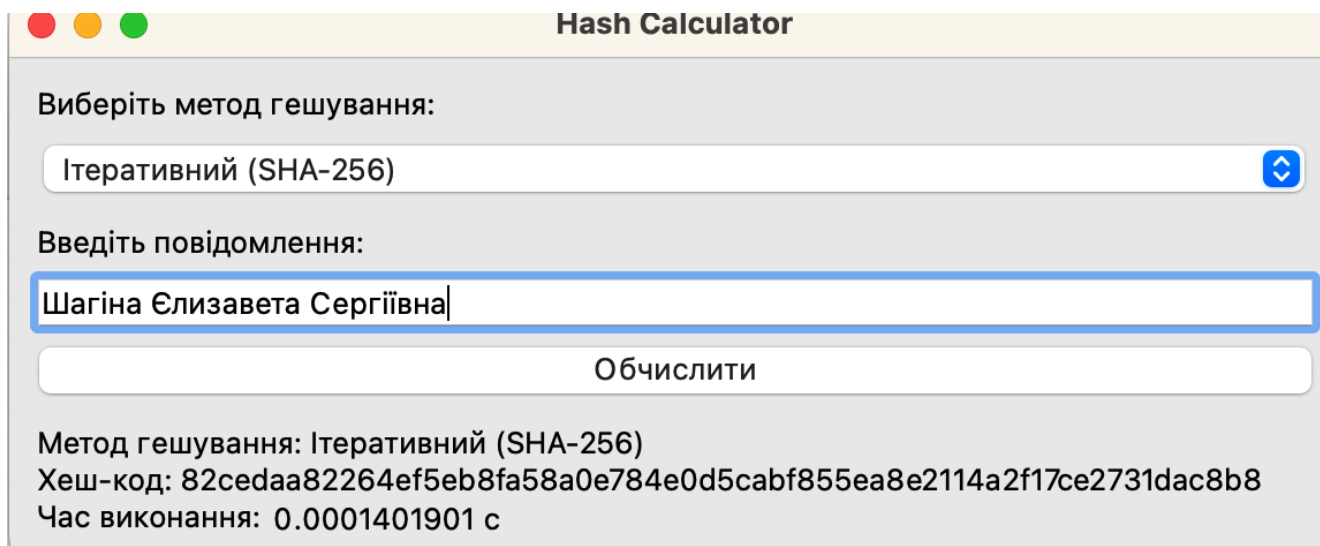 Hash Calculator
Виберіть метод гешування:
Ітеративний (SHA-256)
Введіть повідомлення:
Шагіна Єлизавета Сергіївна
Обчислити
Метод гешування: Ітеративний (SHA-256)
Хеш-код: 82cedaa82264ef5eb8fa58a0e784e0d5cabf855ea8e2114a2f17ce2731dac8b8
Час виконання: 0.0001401901 с